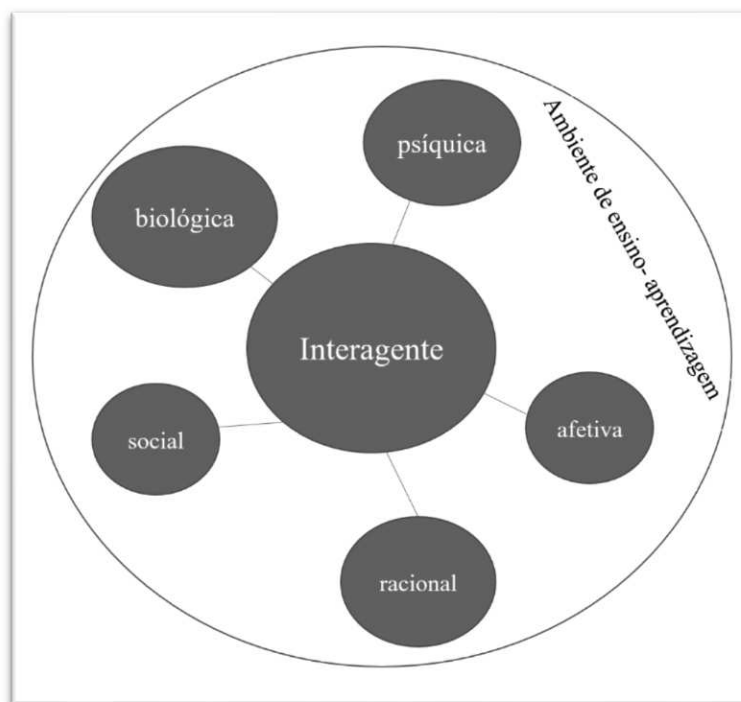 psíquica
Ambiente de ensino- aprendizagem
biológica
Interagente
social
afetiva
racional